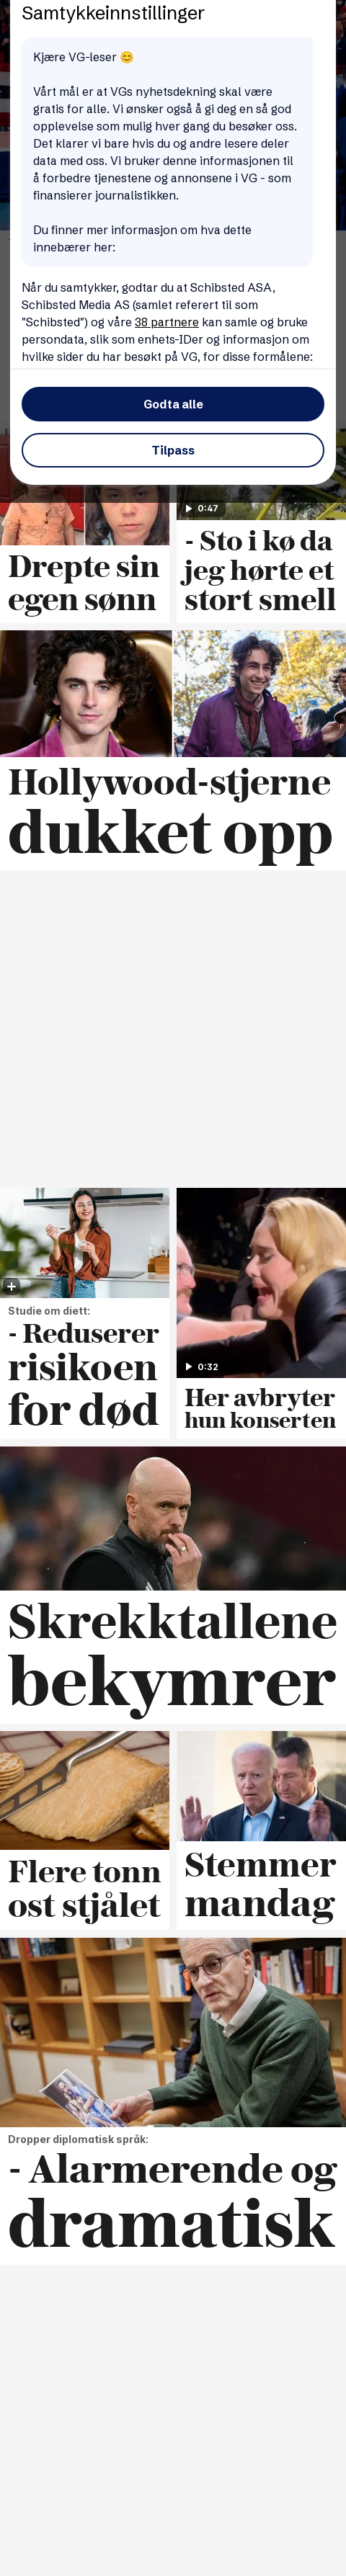 Samtykkeinnstillinger
Kjære VG-leser 😊
Vårt mål er at VGs nyhetsdekning skal være
gratis for alle. Vi ønsker også å gi deg en så god
opplevelse som mulig hver gang du besøker oss.
Det klarer vi bare hvis du og andre lesere deler
data med oss. Vi bruker denne informasjonen til
å forbedre tjenestene og annonsene i VG - som
finansierer journalistikken.
Du finner mer informasjon om hva dette
innebærer her:
Når du samtykker, godtar du at Schibsted ASA,
Schibsted Media AS (samlet referert til som
"Schibsted") og våre 38 partnere kan samle og bruke
persondata, slik som enhets-IDer og informasjon om
hvilke sider du har besøkt på VG, for disse formålene:
Godta alle
Tilpass
0:47
Drepte sin
egen sønn
- Sto i kø da
jeg hørte et
stort smell
Hollywood-stjerne
dukket opp
Studie om diett:
- Reduserer
risikoen
for død
0:32
Her avbryter
hun konserten
Skrekktallene
bekymrer
Flere tonn
ost stjålet
Stemmer
mandag
Dropper diplomatisk språk:
- Alarmerende og
dramatisk